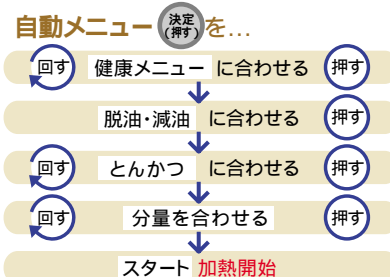 自動メニュー 決定(押す) を…
回す 健康メニュー に合わせる 押す
脱油・減油 に合わせる 押す
回す とんかつ に合わせる 押す
回す 分量を合わせる 押す
スタート 加熱開始